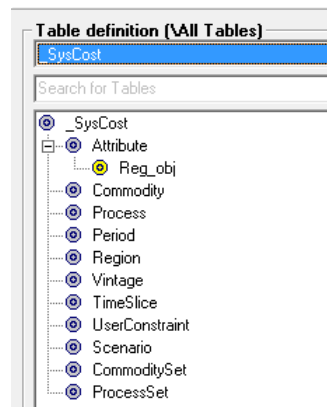 Table definition (\All Tables)
_SysCost
Search for Tables
_SysCost
Attribute
Reg_obj
Commodity
Process
Period
Region
Vintage
TimeSlice
UserConstraint
Scenario
CommoditySet
ProcessSet